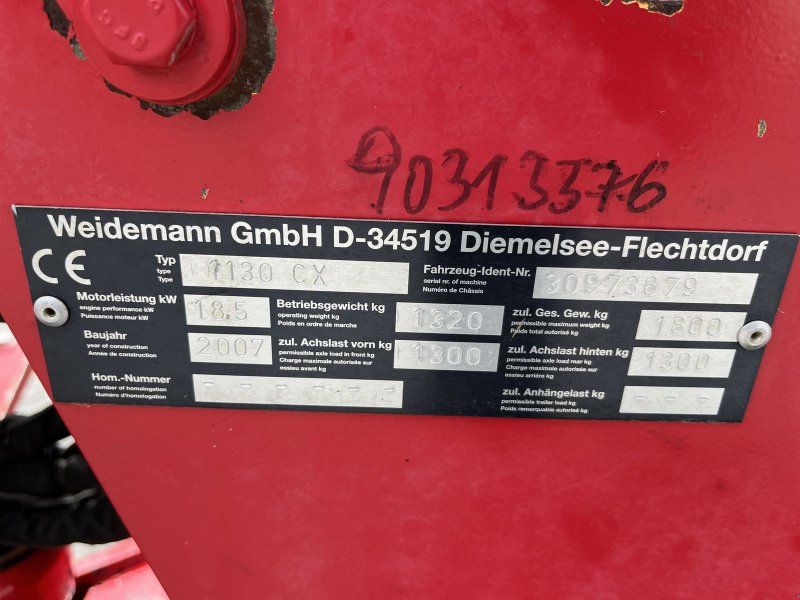 90313376
Weidemann GmbH D-34519 Diemelsee-Flechtdorf
CE
Typ
type
Type
1130 CX
Fahrzeug-Ident-Nr.
serial nr. of machine
Numéro de Châssis
30973679
Motorleistung kW
engine performance kW
Puissance moteur kW
18.5
Betriebsgewicht kg
operating weight kg
Poids en ordre de marche
1320
zul. Ges. Gew. kg
permissible maximum weight kg
Poids total autorisé kg
1800
Baujahr
year of construction
Année de construction
2007
zul. Achslast vorn kg
permissible axle load in front kg
Charge maximale autorisée sur
essieu avant kg
1300
zul. Achslast hinten kg
permissible axle load rear kg
Charge maximale autorisée sur
essieu arrière kg
1300
Hom.-Nummer
number of homologation
Numéro d'homologation
- - - - - - -
zul. Anhängelast kg
permissible trailer load kg
Poids remorquable autorisé kg
- - -